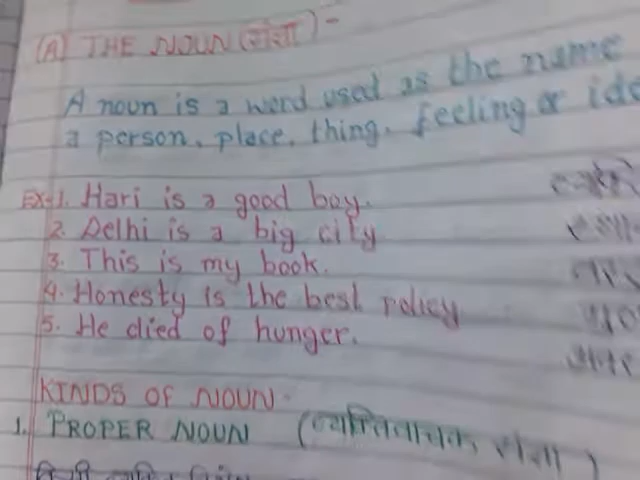 (A) THE NOUN (संज्ञा) -
A noun is a word used as the name
a person, place, thing, feeling or ide
EX-1. Hari is a good boy.
2. Delhi is a big city
3. This is my book.
4. Honesty is the best policy
5. He died of hunger.
KINDS OF NOUN -
1. PROPER NOUN (व्यक्तिवाचक संज्ञा)